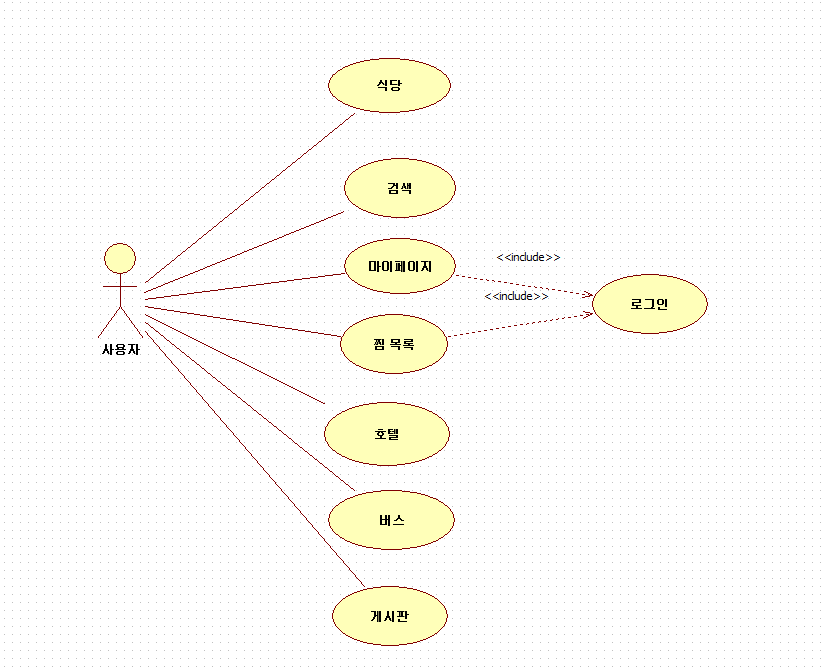 식당
검색
마이페이지
<<include>>
<<include>>
로그인
사용자
찜 목록
호텔
버스
게시판